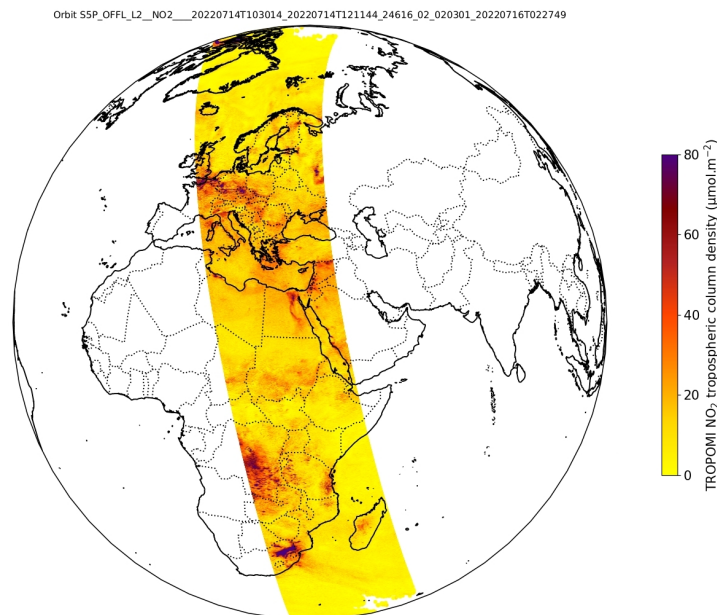 Orbit S5P_OFFL_L2__NO2____20220714T103014_20220714T121144_24616_02_020301_20220716T022749
80
60
40
20
0
TROPOMI NO₂ tropospheric column density (μmol.m⁻²)